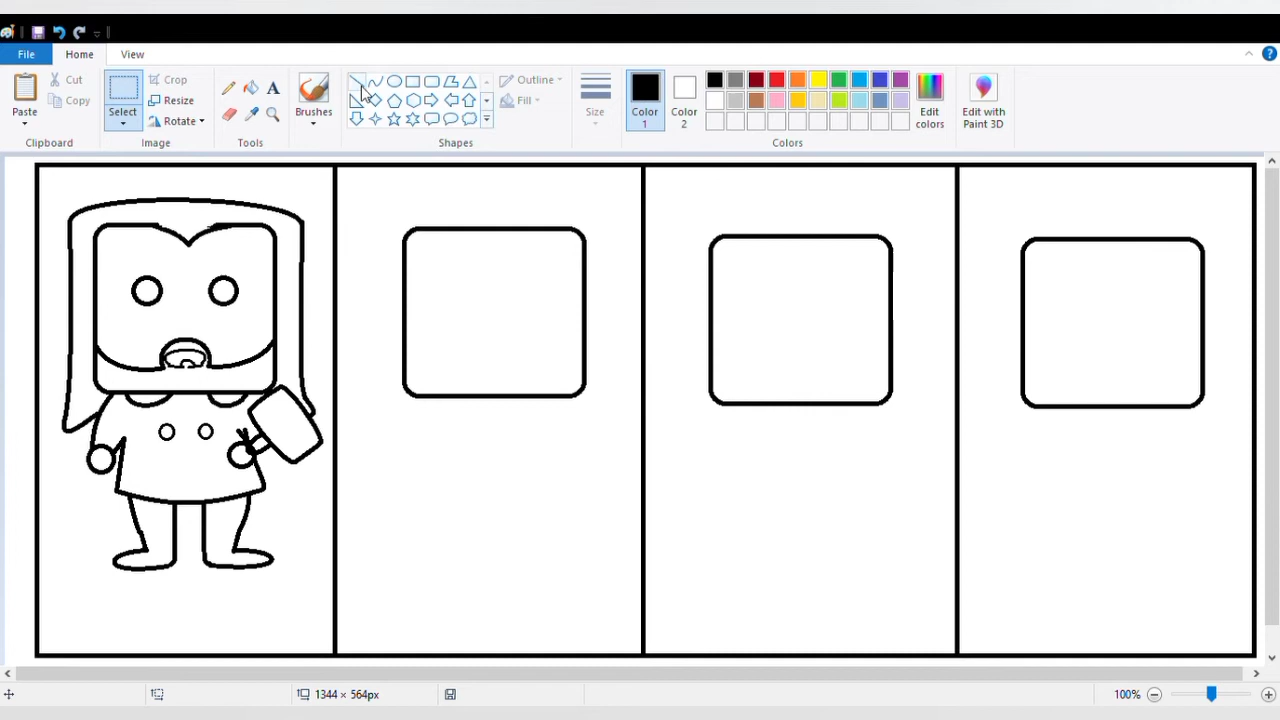 File Home View
Paste Cut Copy Clipboard
Select Crop Resize Rotate Image
A Tools
Brushes
Outline Fill Shapes
Size
Color 1 Color 2 Edit colors Colors
Edit with Paint 3D
1344 × 564px 100%